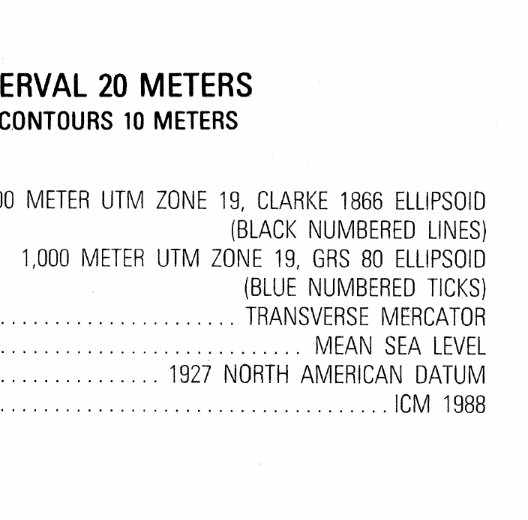 ERVAL 20 METERS
CONTOURS 10 METERS
00 METER UTM ZONE 19, CLARKE 1866 ELLIPSOID
(BLACK NUMBERED LINES)
1,000 METER UTM ZONE 19, GRS 80 ELLIPSOID
(BLUE NUMBERED TICKS)
...................... TRANSVERSE MERCATOR
............................ MEAN SEA LEVEL
............... 1927 NORTH AMERICAN DATUM
.................................... ICM 1988